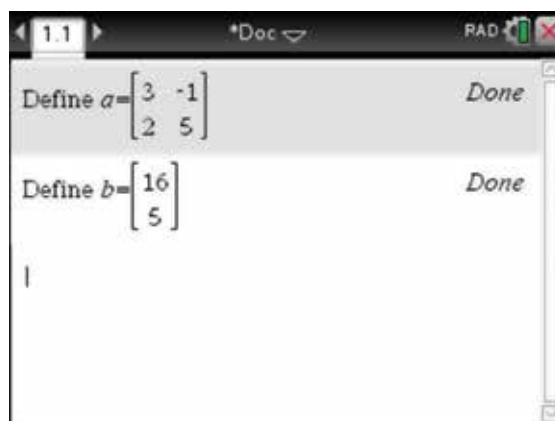 1.1 *Doc RAD
Define a=[3 -1
2 5] Done
Define b=[16
5] Done